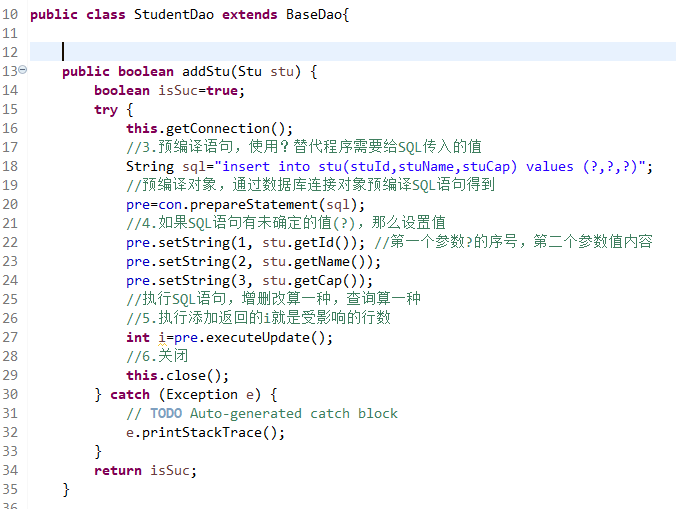 10 public class StudentDao extends BaseDao{
11
12
13 public boolean addStu(Stu stu) {
14 boolean isSuc=true;
15 try {
16 this.getConnection();
17 //3.预编译语句，使用？替代程序需要给SQL传入的值
18 String sql="insert into stu(stuId,stuName,stuCap) values (?,?,?)";
19 //预编译对象，通过数据库连接对象预编译SQL语句得到
20 pre=con.prepareStatement(sql);
21 //4.如果SQL语句有未确定的值(?)，那么设置值
22 pre.setString(1, stu.getId()); //第一个参数?的序号，第二个参数值内容
23 pre.setString(2, stu.getName());
24 pre.setString(3, stu.getCap());
25 //执行SQL语句，增删改算一种，查询算一种
26 //5.执行添加返回的i就是受影响的行数
27 int i=pre.executeUpdate();
28 //6.关闭
29 this.close();
30 } catch (Exception e) {
31 // TODO Auto-generated catch block
32 e.printStackTrace();
33 }
34 return isSuc;
35 }
36